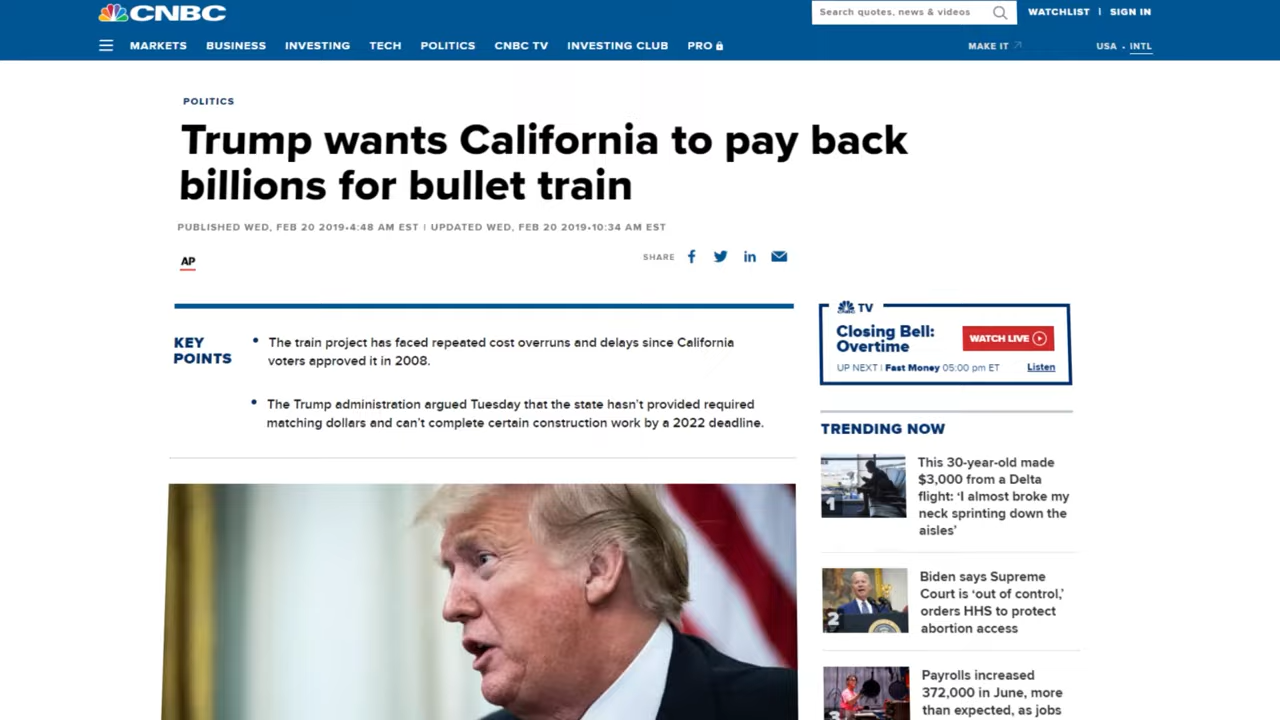 CNBC
Search quotes, news & videos
WATCHLIST | SIGN IN
MARKETS BUSINESS INVESTING TECH POLITICS CNBC TV INVESTING CLUB PRO
MAKE IT
USA • INTL
POLITICS
Trump wants California to pay back
billions for bullet train
PUBLISHED WED, FEB 20 2019•4:48 AM EST | UPDATED WED, FEB 20 2019•10:34 AM EST
AP
SHARE
KEY
POINTS
• The train project has faced repeated cost overruns and delays since California
voters approved it in 2008.
• The Trump administration argued Tuesday that the state hasn't provided required
matching dollars and can't complete certain construction work by a 2022 deadline.
CNBC TV
Closing Bell:
Overtime
WATCH LIVE
UP NEXT | Fast Money 05:00 pm ET
Listen
TRENDING NOW
1
This 30-year-old made
$3,000 from a Delta
flight: ‘I almost broke my
neck sprinting down the
aisles’
2
Biden says Supreme
Court is ‘out of control,’
orders HHS to protect
abortion access
3
Payrolls increased
372,000 in June, more
than expected, as jobs